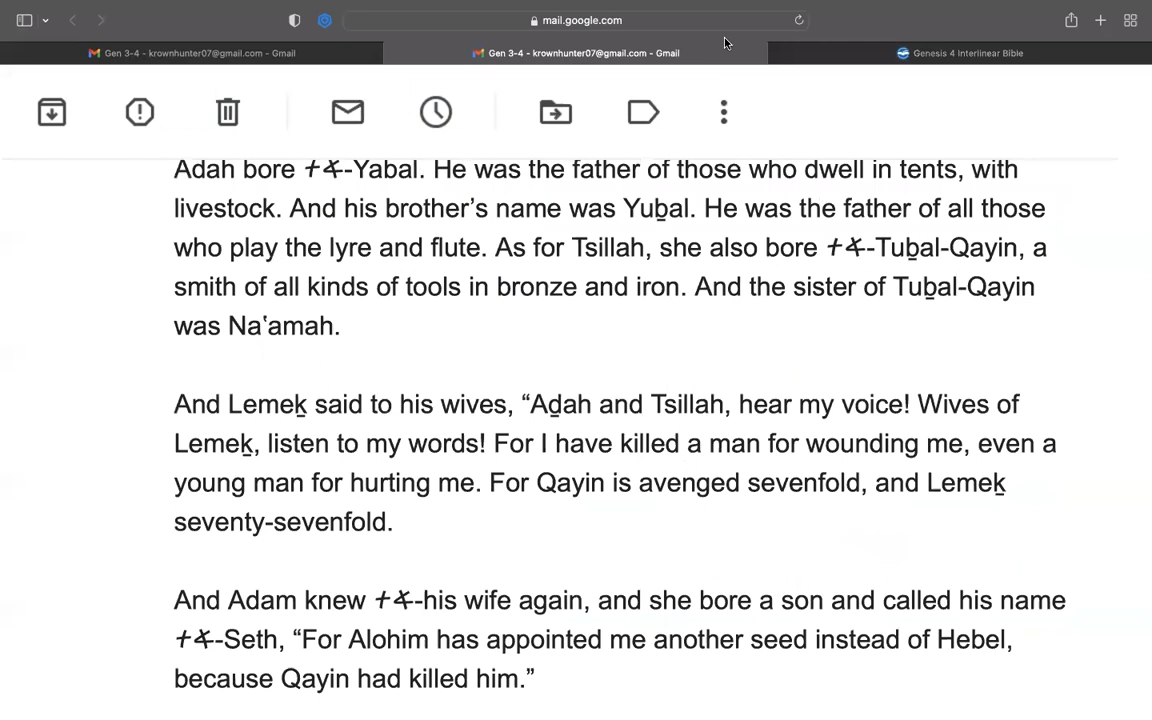 mail.google.com
Gen 3-4 - krownhunter07@gmail.com - Gmail
Gen 3-4 - krownhunter07@gmail.com - Gmail
Genesis 4 Interlinear Bible
Adah bore 𐤀𐤕-Yabal. He was the father of those who dwell in tents, with
livestock. And his brother’s name was Yuḇal. He was the father of all those
who play the lyre and flute. As for Tsillah, she also bore 𐤀𐤕-Tuḇal-Qayin, a
smith of all kinds of tools in bronze and iron. And the sister of Tuḇal-Qayin
was Naʽamah.
And Lemeḵ said to his wives, “Aḏah and Tsillah, hear my voice! Wives of
Lemeḵ, listen to my words! For I have killed a man for wounding me, even a
young man for hurting me. For Qayin is avenged sevenfold, and Lemeḵ
seventy-sevenfold.
And Adam knew 𐤀𐤕-his wife again, and she bore a son and called his name
𐤀𐤕-Seth, “For Alohim has appointed me another seed instead of Hebel,
because Qayin had killed him.”